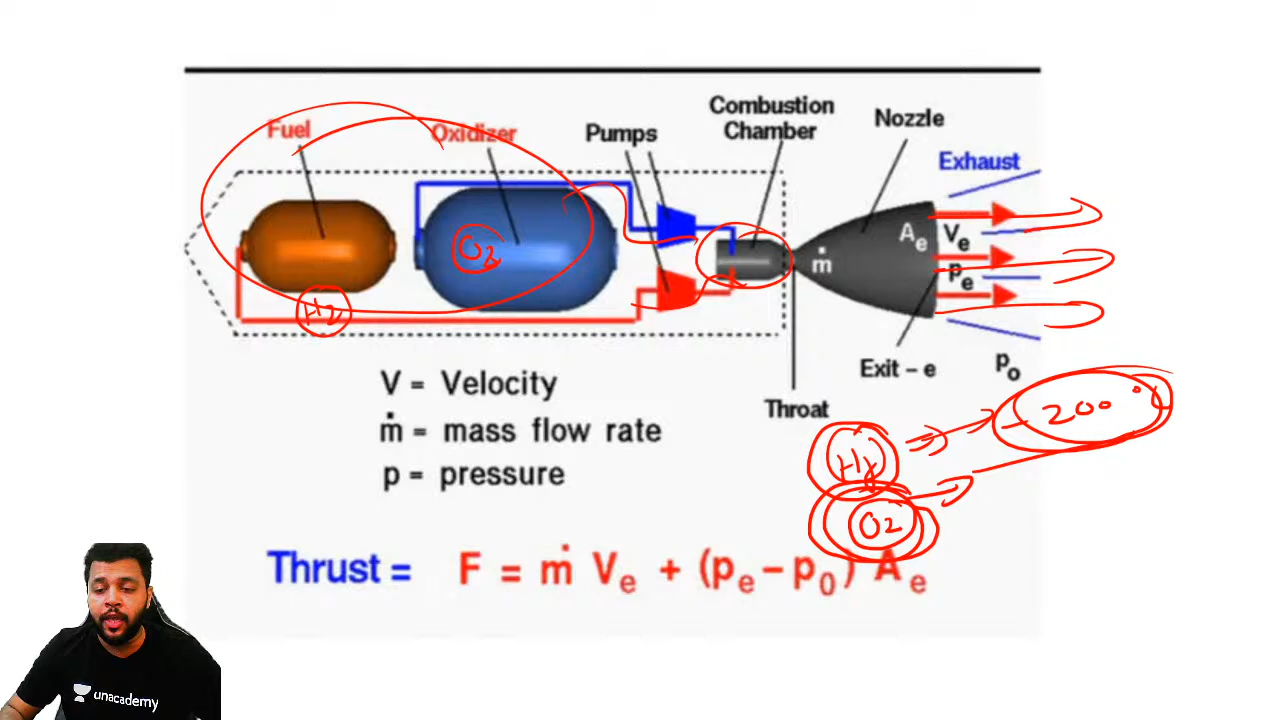 Fuel
Oxidizer
Pumps
Combustion
Chamber
Nozzle
Exhaust
O2
H2
ṁ
Ae
Ve
pe
Exit - e
po
Throat
V = Velocity
ṁ = mass flow rate
p = pressure
H2
O2
- 200°C
Thrust = F = ṁ Ve + (pe - p0) Ae
unacademy